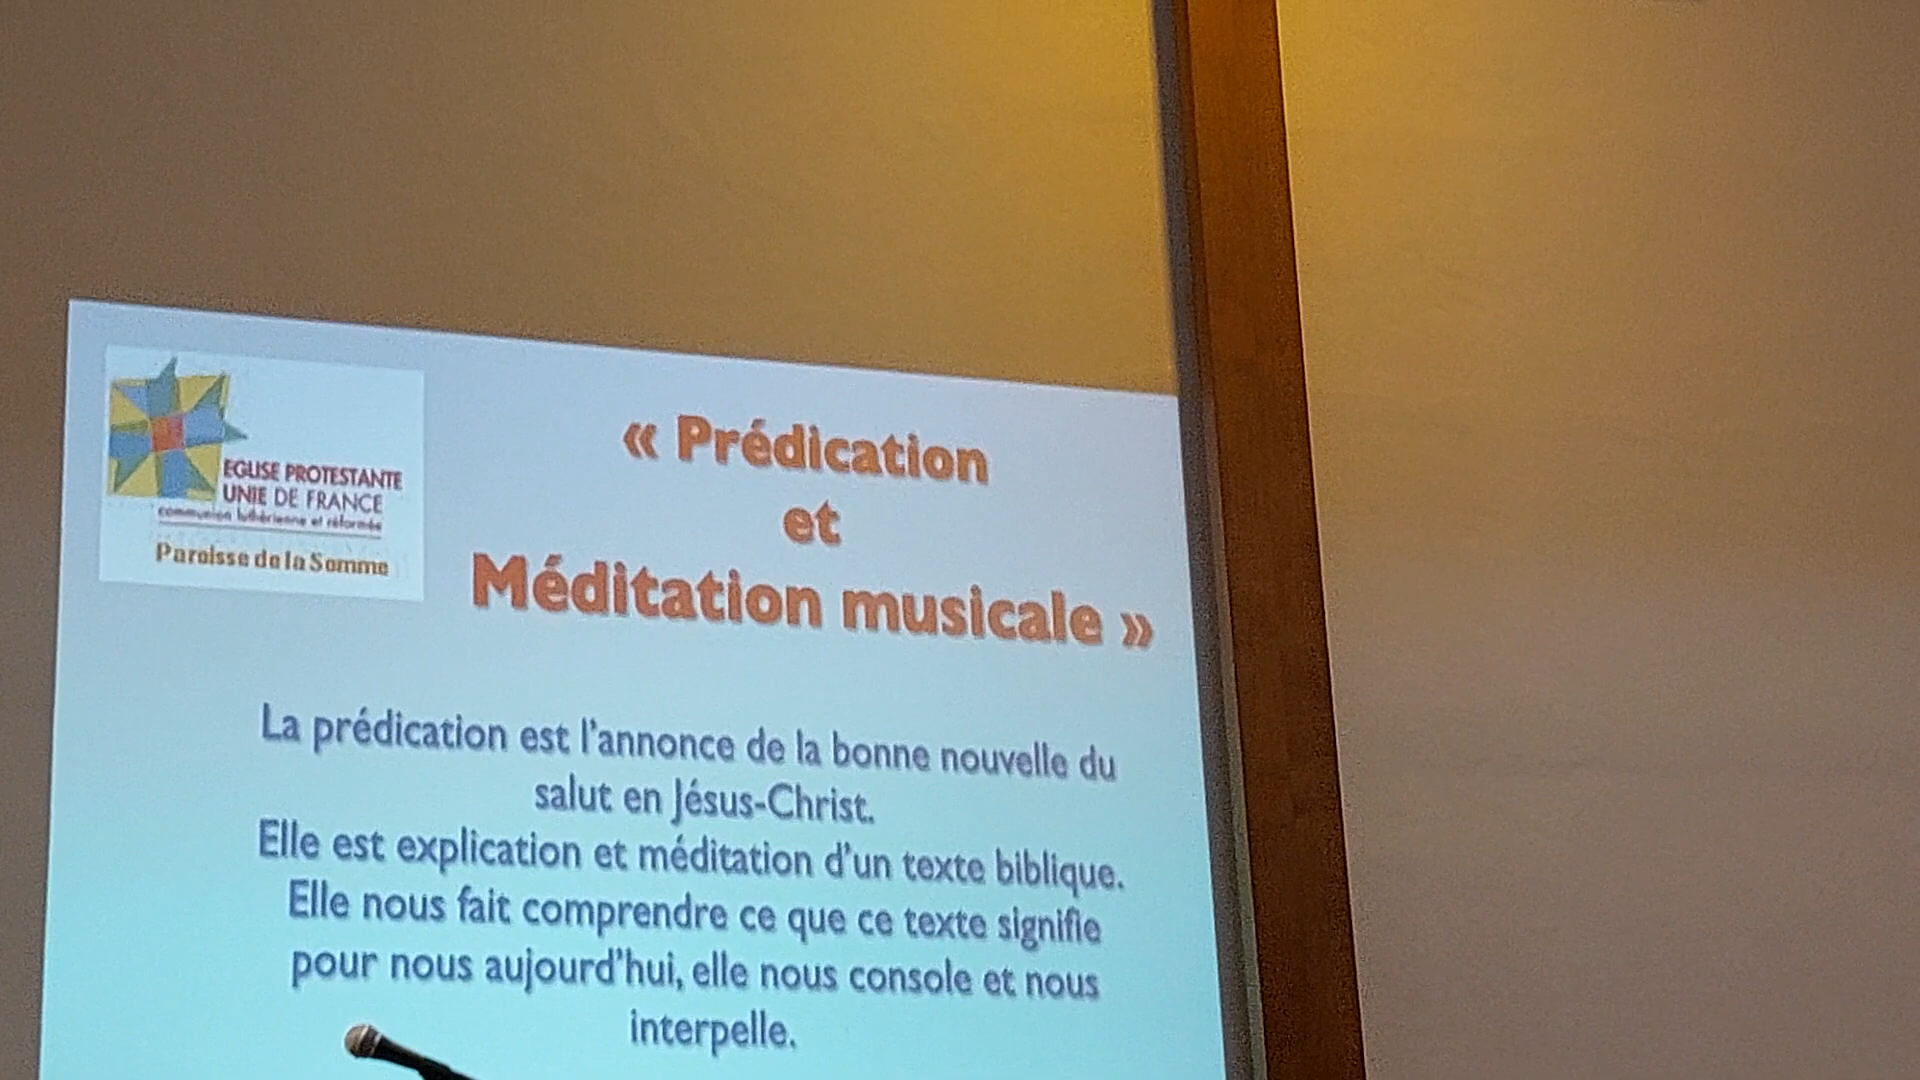 EGLISE PROTESTANTE
UNIE DE FRANCE
communion luthérienne et réformée
Paroisse de la Somme
« Prédication
et
Méditation musicale »
La prédication est l'annonce de la bonne nouvelle du
salut en Jésus-Christ.
Elle est explication et méditation d'un texte biblique.
Elle nous fait comprendre ce que ce texte signifie
pour nous aujourd'hui, elle nous console et nous
interpelle.